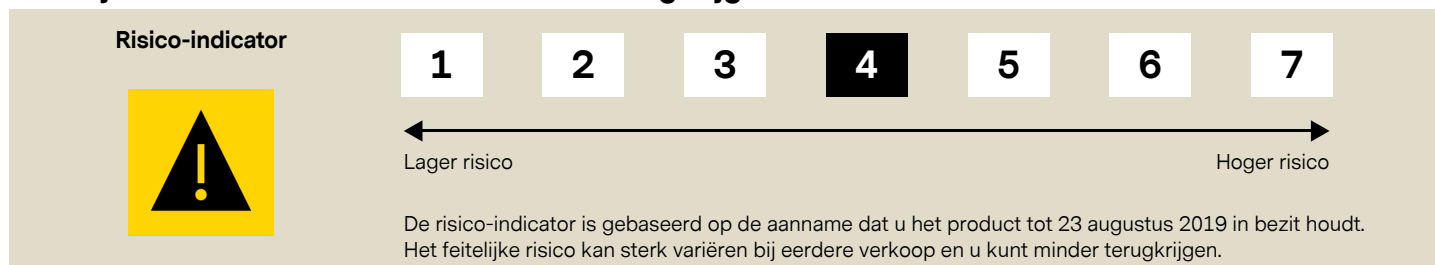 Risico-indicator
1 2 3 4 5 6 7
Lager risico Hoger risico
De risico-indicator is gebaseerd op de aanname dat u het product tot 23 augustus 2019 in bezit houdt.
Het feitelijke risico kan sterk variëren bij eerdere verkoop en u kunt minder terugkrijgen.